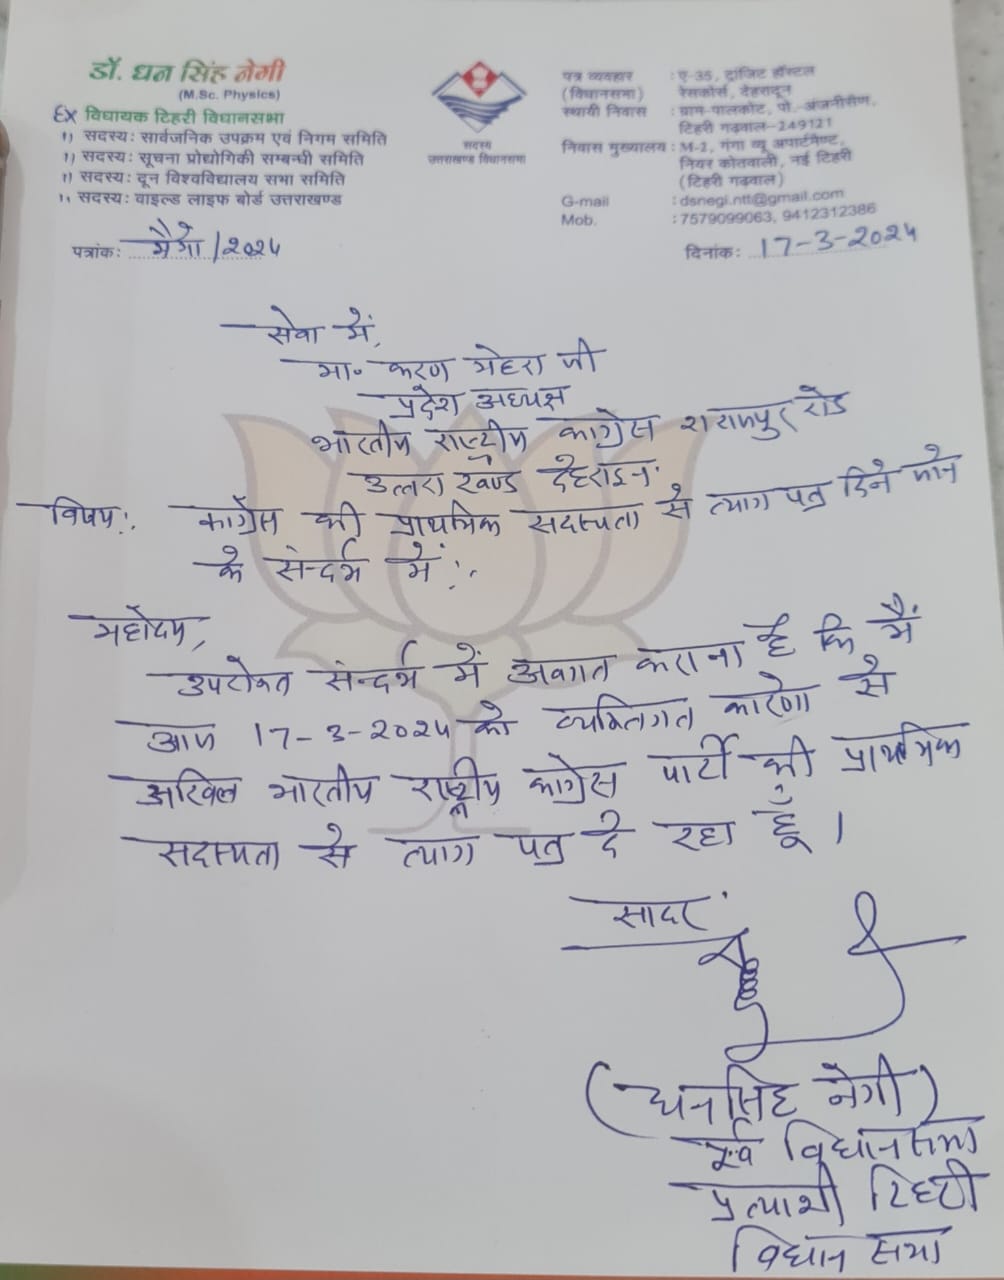 डॉ. धन सिंह नेगी
(M.Sc. Physics)
Ex विधायक टिहरी विधानसभा
11 सदस्य: सार्वजनिक उपक्रम एवं निगम समिति
11 सदस्य: सूचना प्रोद्योगिकी सम्बन्धी समिति
11 सदस्य: दून विश्वविद्यालय सभा समिति
11 सदस्य: वाइल्ड लाइफ बोर्ड उत्तराखण्ड
पत्रांक: /2024
सदस्य
उत्तराखण्ड विधानसभा
पत्र व्यवहार : ए-35, ट्रांजिट हॉस्टल
(विधानसभा) रेसकोर्स, देहरादून
स्थायी निवास : ग्राम-पालकोट, पो.-अंजनीसैण,
टिहरी गढ़वाल-249121
निवास मुख्यालय : M-2, गंगा व्यू अपार्टमेण्ट,
नियर कोतवाली, नई टिहरी
(टिहरी गढ़वाल)
G-mail : dsnegi.ntt@gmail.com
Mob. : 7579099063, 9412312386
दिनांक: 17-3-2024
सेवा में,
मा॰ करण मेहरा जी
प्रदेश अध्यक्ष
भारतीय राष्ट्रीय कांग्रेस रोड
उत्तरा खण्ड देहरादून
विषय:. कांग्रेस की प्राथमिक सदस्यता से त्याग पत्र दिने जाने
के संन्दर्भ में:.
महोदय,
उपरोक्त संन्दर्भ में अवगत कराना है कि मैं
आज 17-3-2024 को व्यक्तिगत कारणो से
अखिल भारतीय राष्ट्रीय कांग्रेस पार्टी की प्राथमिक
सदस्यता से त्याग पत्र दे रहा हूँ।
सादर
(धनसिंह नेगी)
पूर्व विधानसभा
प्रत्याशी टिहरी
विधान सभा